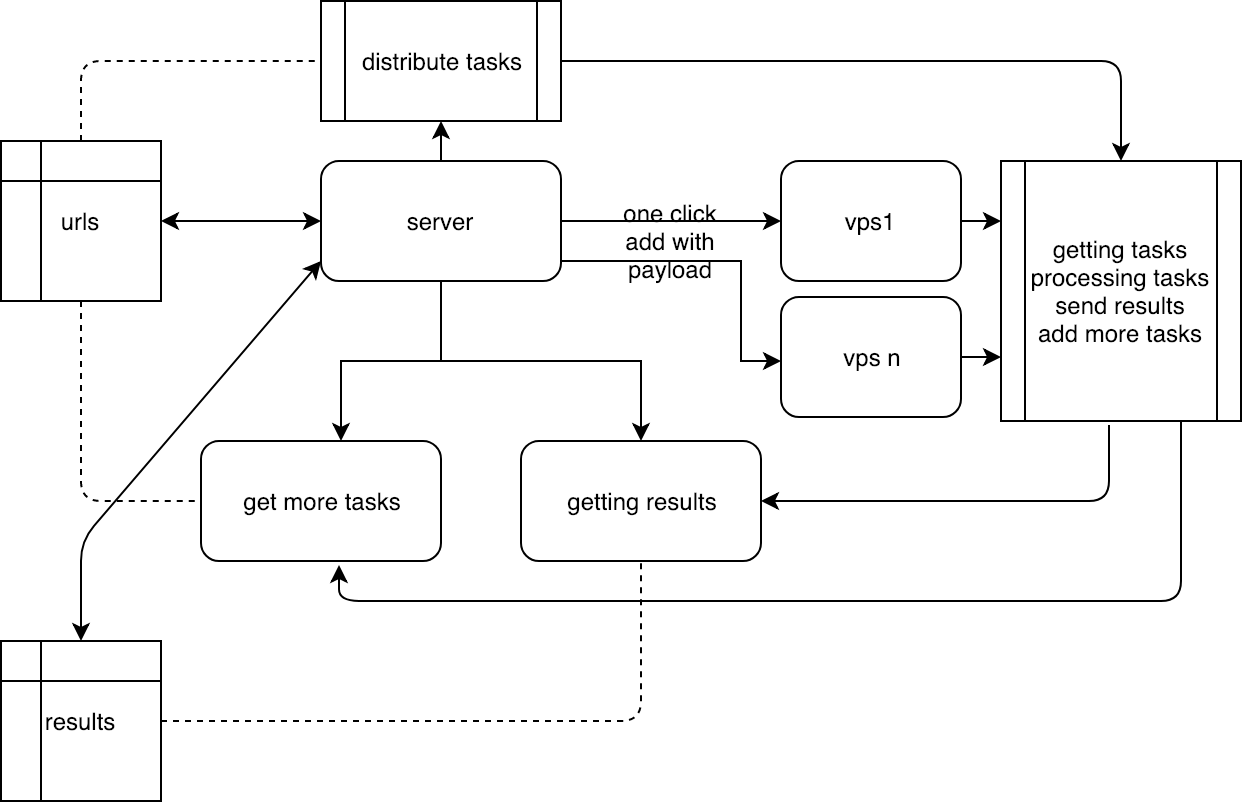 distribute tasks
urls
server
one click
add with
payload
vps1
getting tasks
processing tasks
send results
add more tasks
vps n
get more tasks
getting results
results